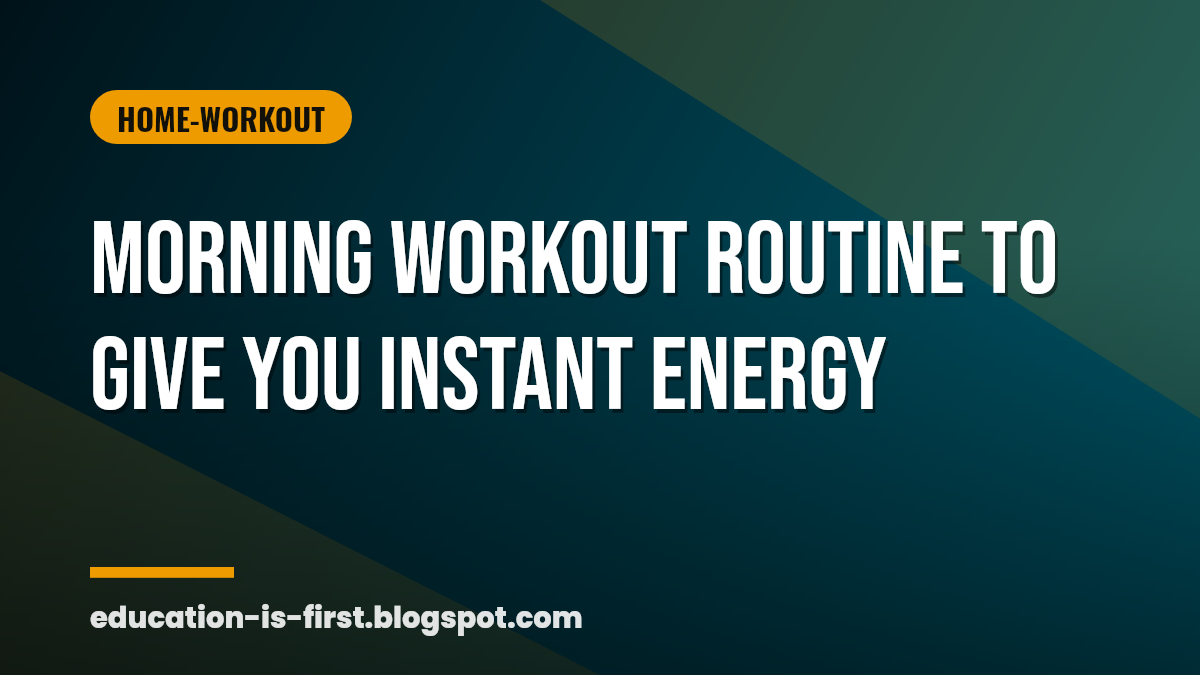 HOME-WORKOUT
MORNING WORKOUT ROUTINE TO
GIVE YOU INSTANT ENERGY
education-is-first.blogspot.com